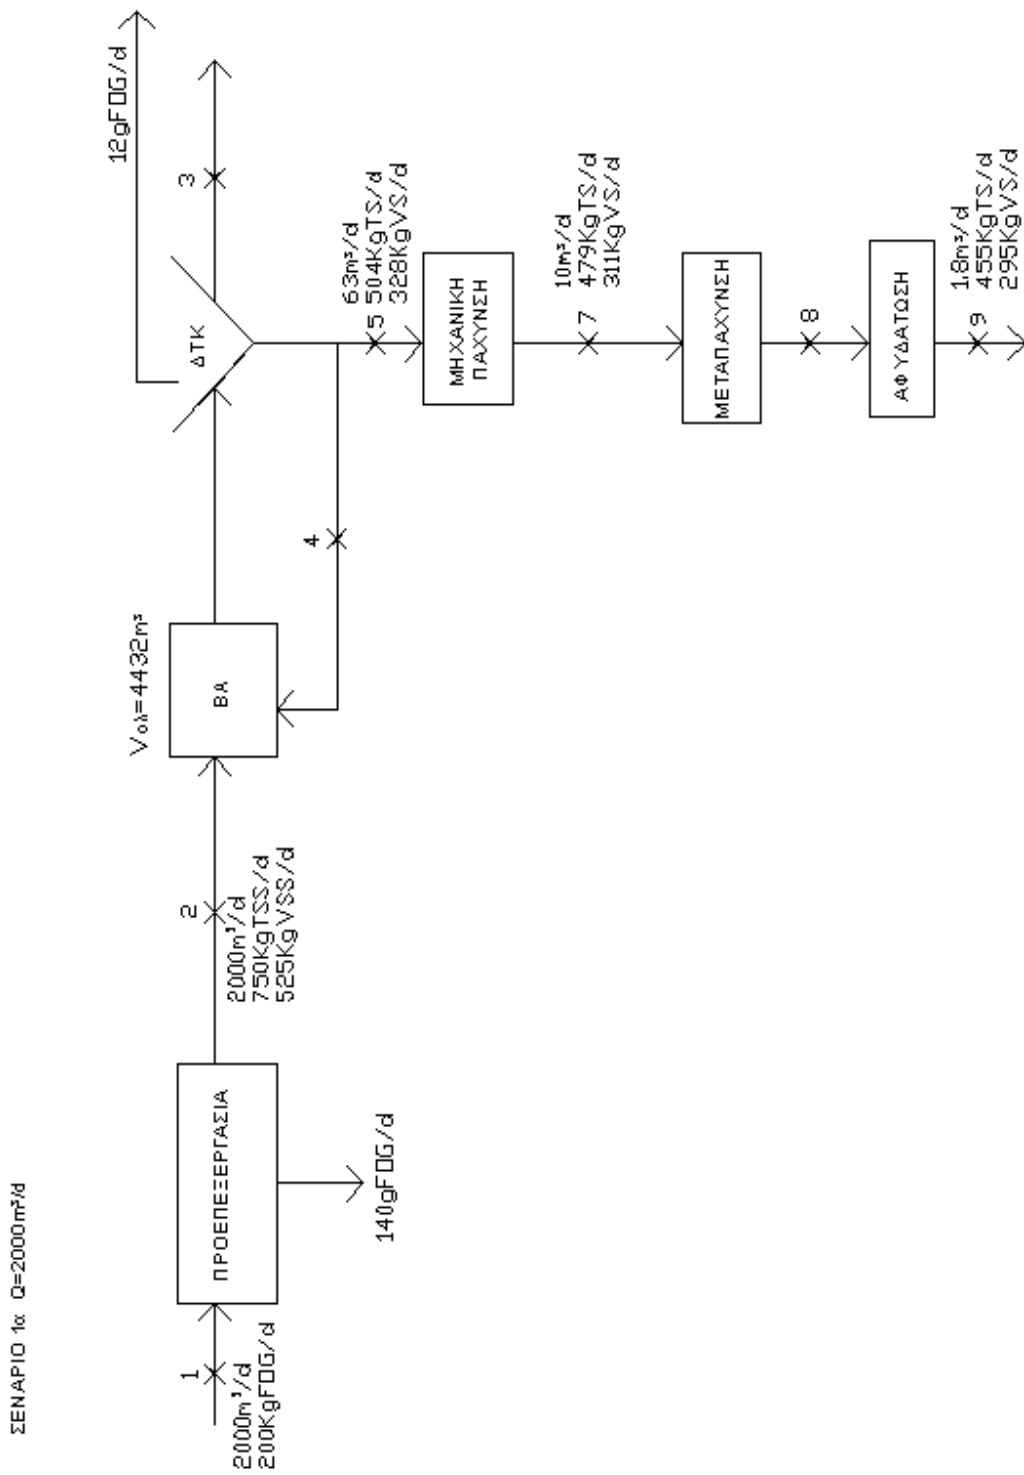 ΣΕΝΑΡΙΟ 1α Q=2000m³/d
1
2000m³/d
200KgFOG/d
ΠΡΟΕΠΕΞΕΡΓΑΣΙΑ
140gFOG/d
2
2000m³/d
750KgTSS/d
525KgVSS/d
Vολ=4432m³
ΒΑ
4
ΔΤΚ
12gFOG/d
3
5
63m³/d
504KgTS/d
328KgVS/d
ΜΗΧΑΝΙΚΗ
ΠΑΧΥΝΣΗ
7
10m³/d
479KgTS/d
311KgVS/d
ΜΕΤΑΠΑΧΥΝΣΗ
8
ΑΦΥΔΑΤΩΣΗ
9
1.8m³/d
455KgTS/d
295KgVS/d